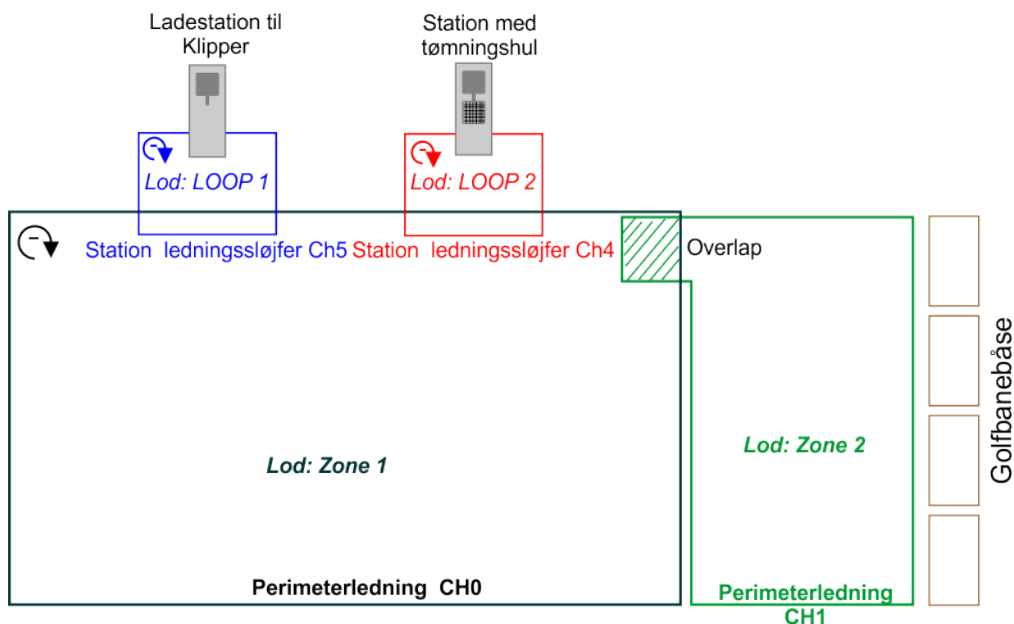 Ladestation til
Klipper
Station med
tømningshul
Lod: LOOP 1
Lod: LOOP 2
Station ledningssløjfer Ch5
Station ledningssløjfer Ch4
Overlap
Golfbanebåse
Lod: Zone 1
Lod: Zone 2
Perimeterledning CH0
Perimeterledning
CH1